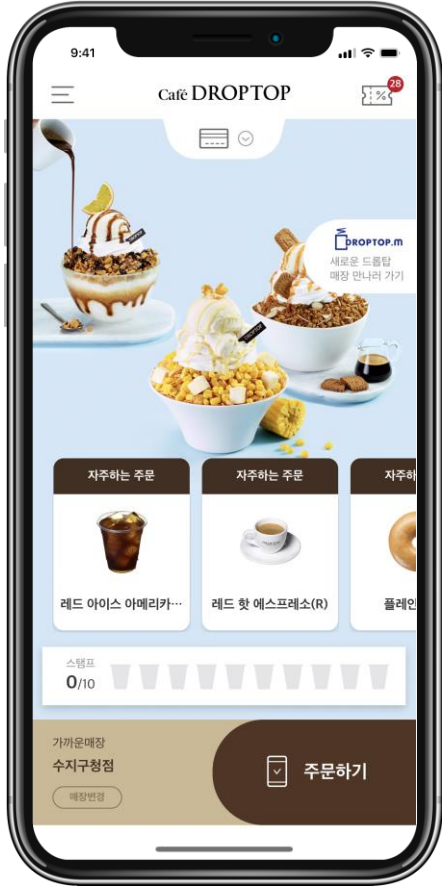 9:41
Café DROPTOP
28
%
DROPTOP.m
새로운 드롭탑
매장 만나러 가기
DROPTOP
자주하는 주문
자주하는 주문
자주하
레드 아이스 아메리카···
레드 핫 에스프레소(R)
플레인
스탬프
0/10
가까운매장
수지구청점
매장변경
주문하기